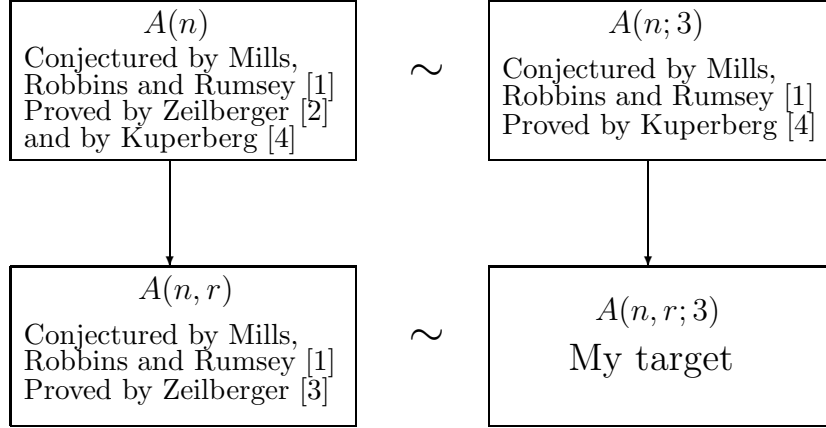 A(n)
Conjectured by Mills,
Robbins and Rumsey [1]
Proved by Zeilberger [2]
and by Kuperberg [4]
∼
A(n; 3)
Conjectured by Mills,
Robbins and Rumsey [1]
Proved by Kuperberg [4]
A(n, r)
Conjectured by Mills,
Robbins and Rumsey [1]
Proved by Zeilberger [3]
∼
A(n, r; 3)
My target